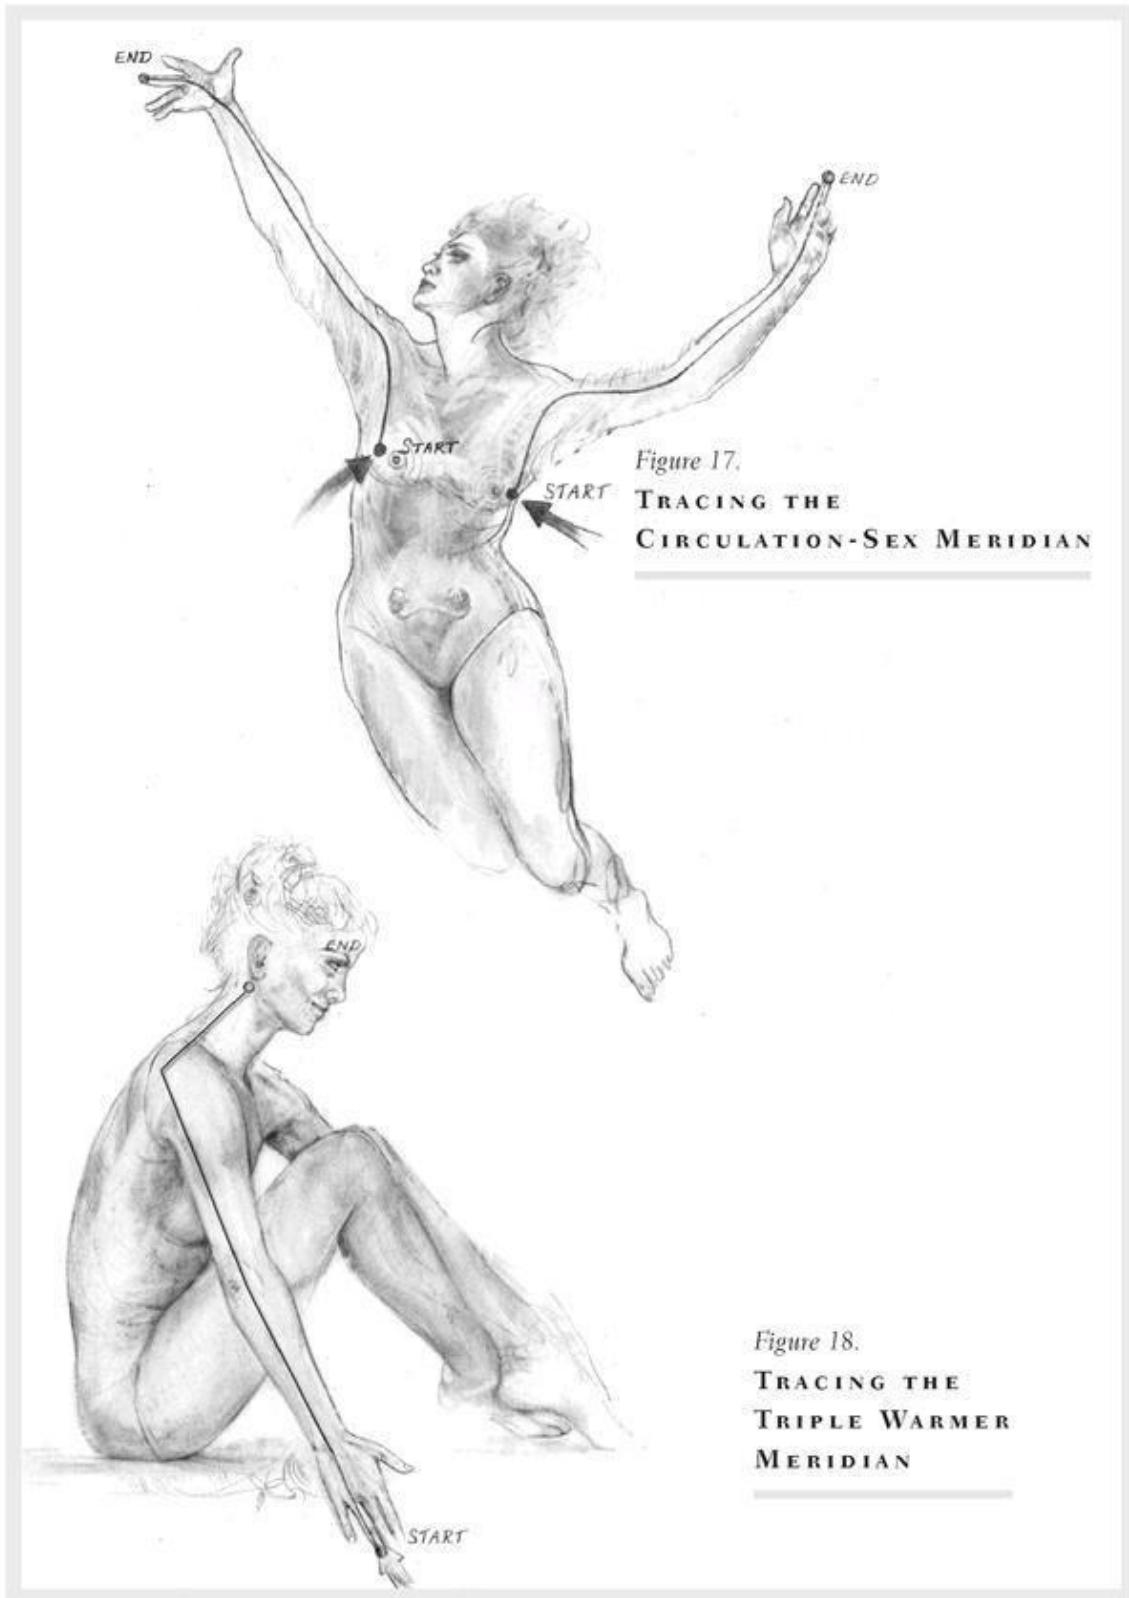 END
END
START
START
Figure 17.
TRACING THE
CIRCULATION-SEX MERIDIAN
END
Figure 18.
TRACING THE
TRIPLE WARMER
MERIDIAN
START